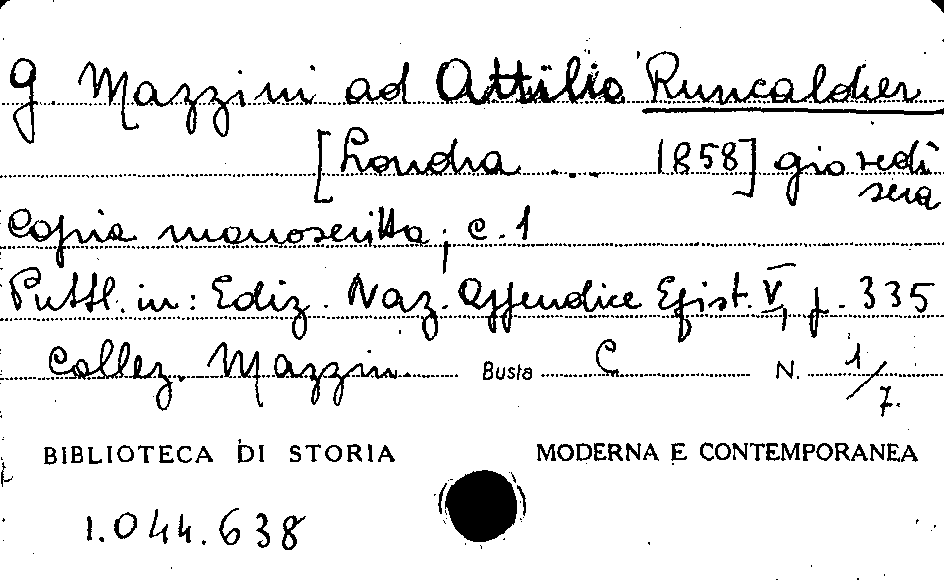 G. Mazzini ad Attilio Runcaldier
[Londra ... 1858] giovedì sera
Copia manoscritta; c. 1
Pubbl. in: Ediz. Naz. Appendice Epist. V, p. 335
Collez. Mazzini Busta C N. 1/7.
BIBLIOTECA DI STORIA MODERNA E CONTEMPORANEA
1.044.638